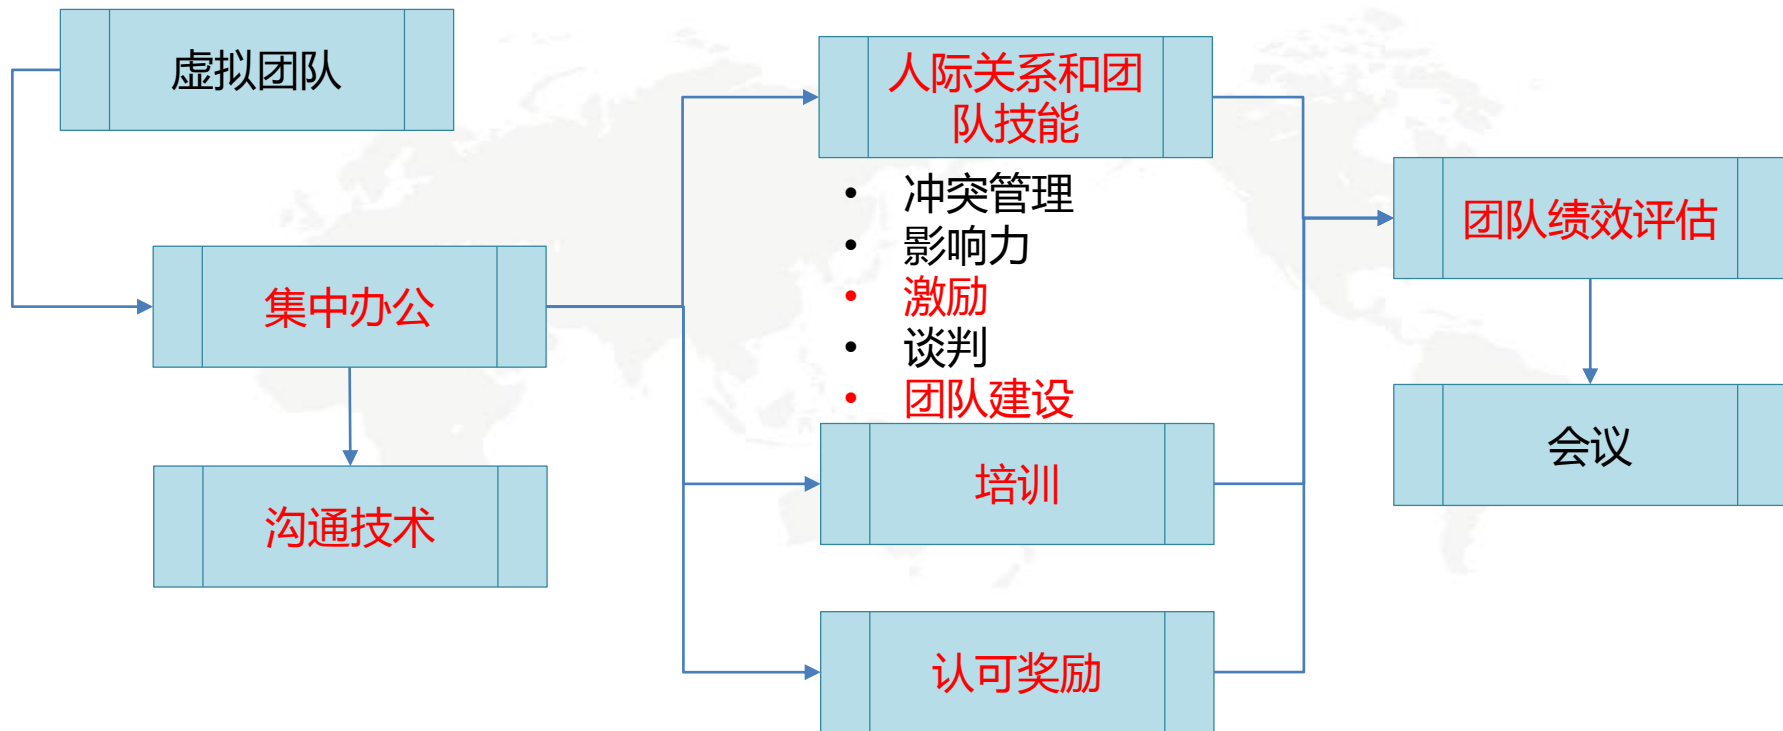 虚拟团队
集中办公
沟通技术
人际关系和团
队技能
• 冲突管理
• 影响力
• 激励
• 谈判
• 团队建设
培训
认可奖励
团队绩效评估
会议